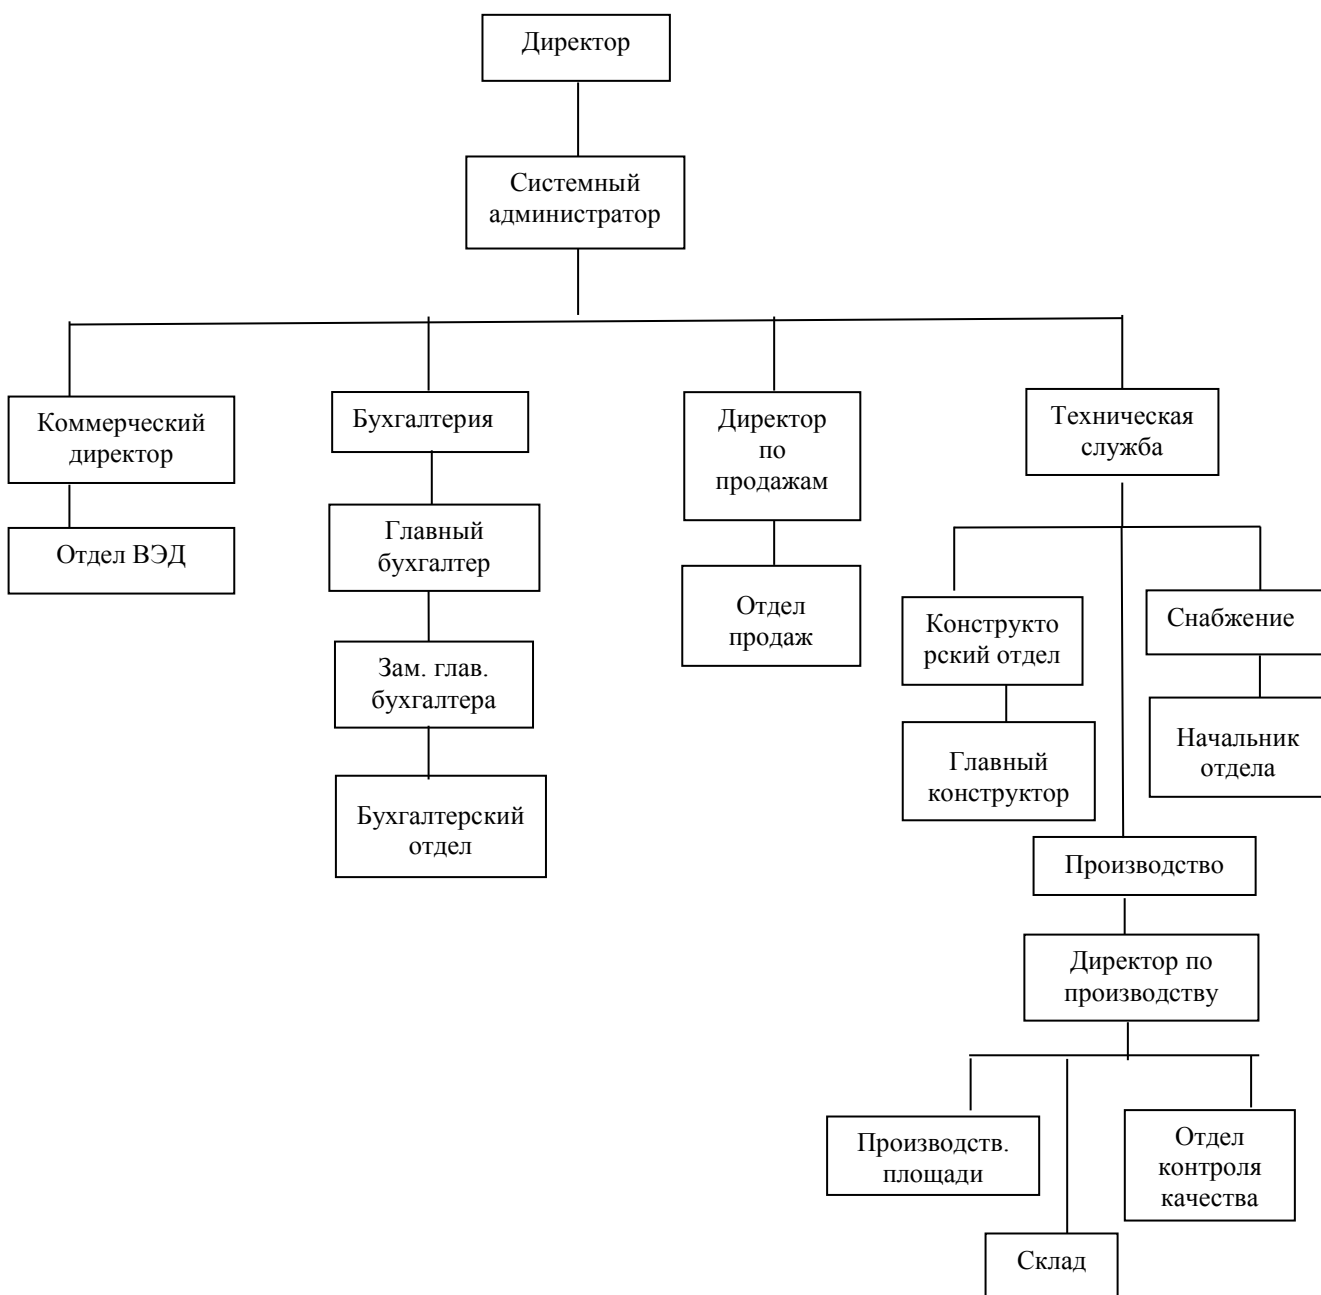 Директор
Системный
администратор
Коммерческий
директор
Бухгалтерия
Директор
по
продажам
Техническая
служба
Отдел ВЭД
Главный
бухгалтер
Отдел
продаж
Конструкто
рский отдел
Снабжение
Зам. глав.
бухгалтера
Главный
конструктор
Начальник
отдела
Бухгалтерский
отдел
Производство
Директор по
производству
Производств.
площади
Отдел
контроля
качества
Склад